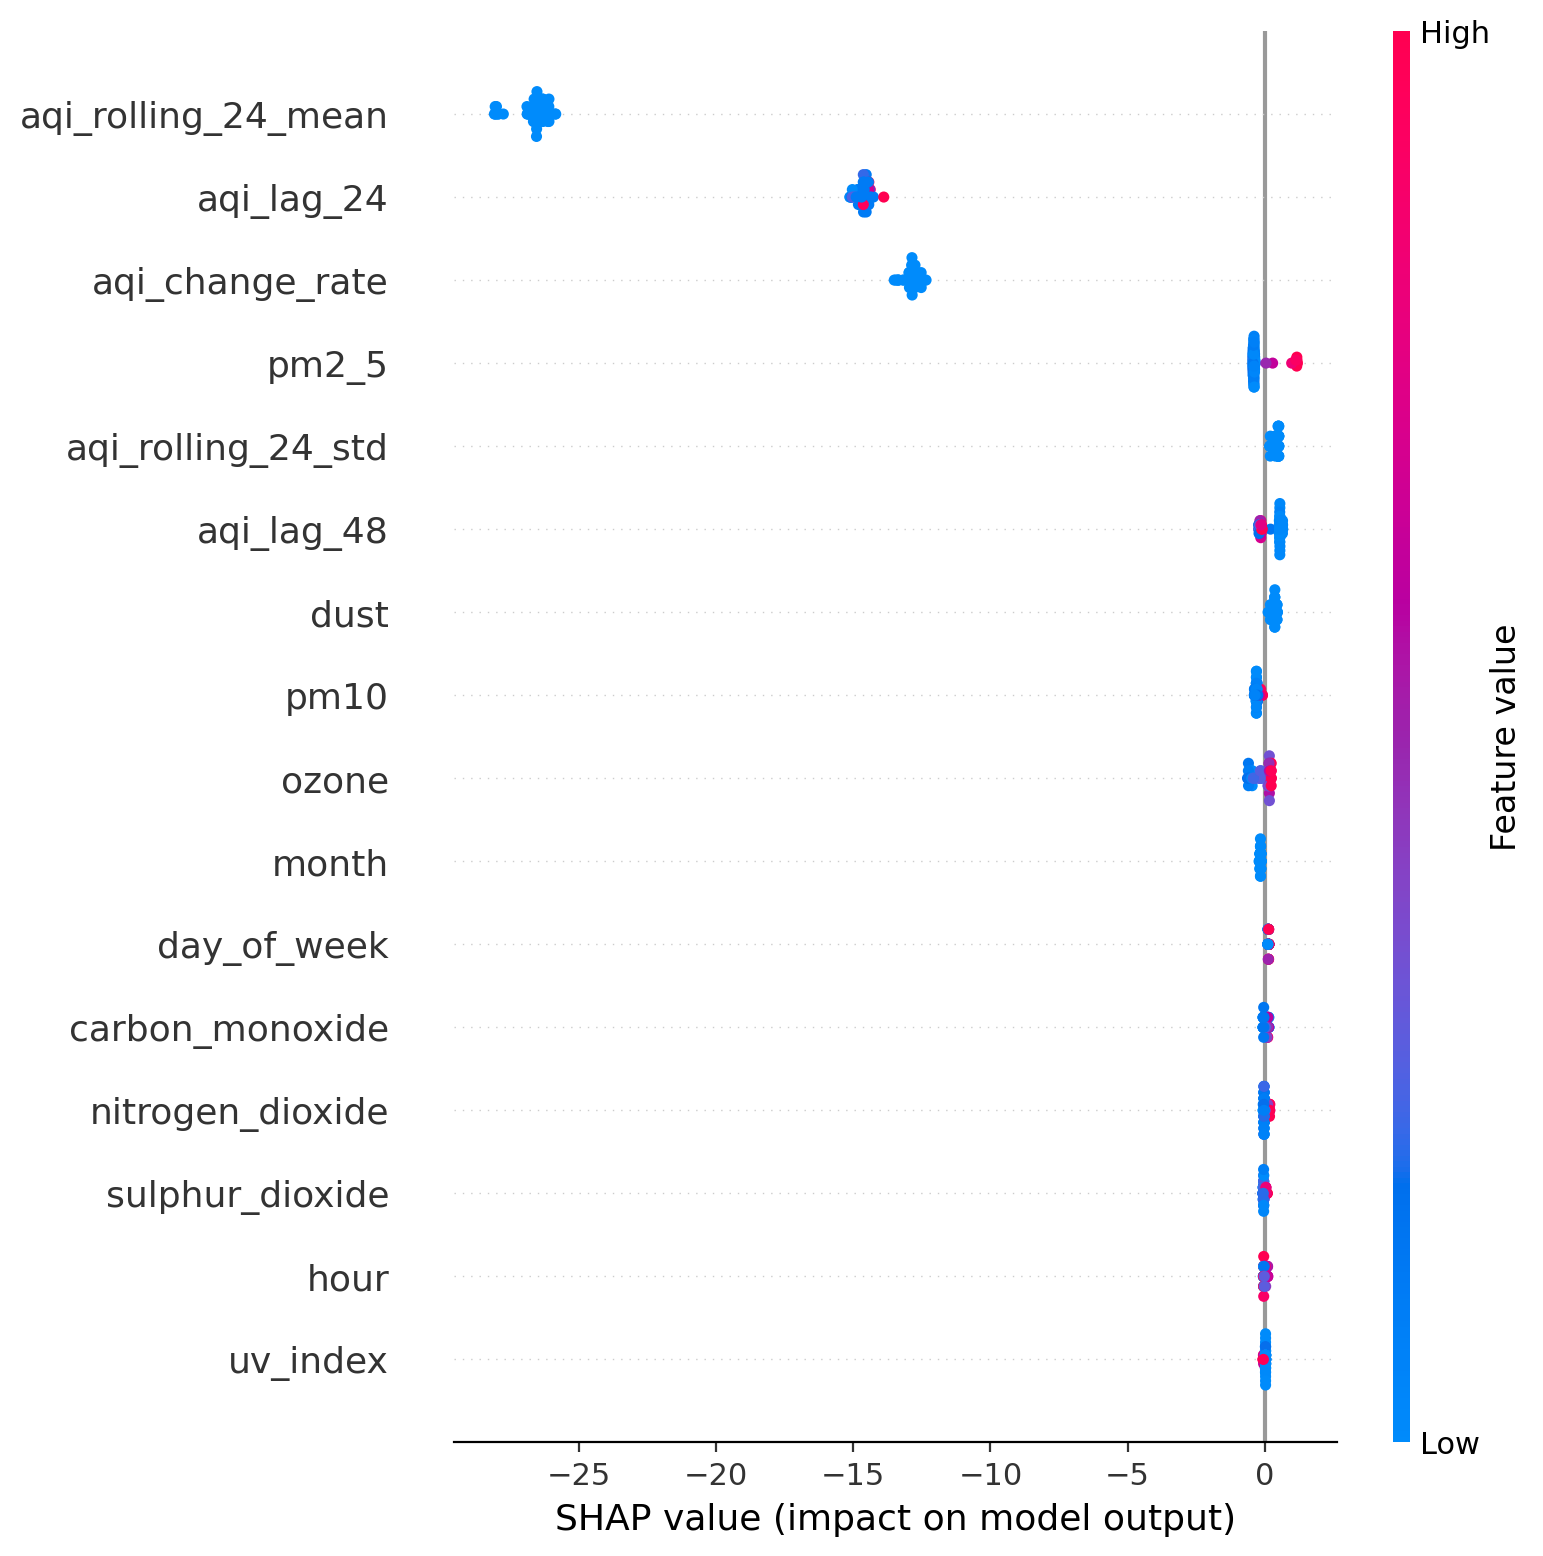 High
aqi_rolling_24_mean
aqi_lag_24
aqi_change_rate
pm2_5
aqi_rolling_24_std
aqi_lag_48
dust
pm10
ozone
month
day_of_week
carbon_monoxide
nitrogen_dioxide
sulphur_dioxide
hour
uv_index
Feature value
Low
−25 −20 −15 −10 −5 0
SHAP value (impact on model output)